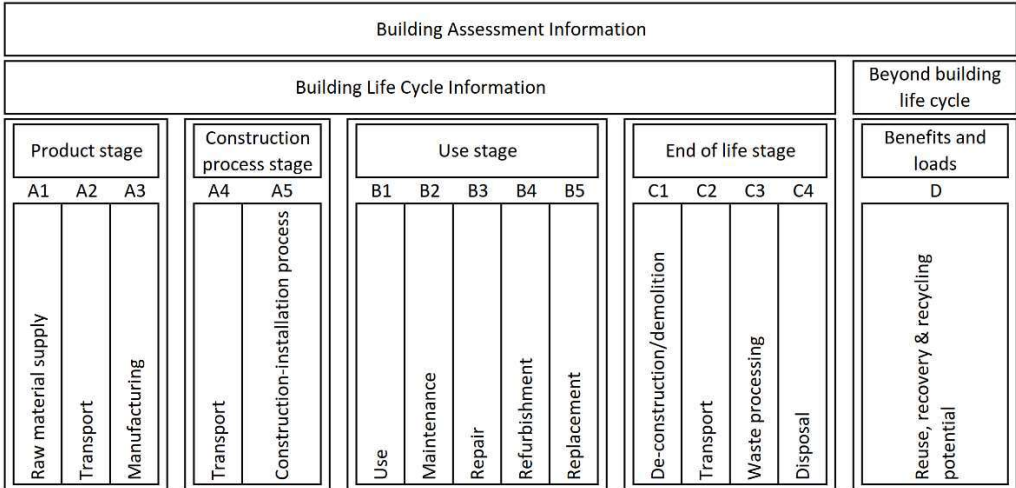 Building Assessment Information
Building Life Cycle Information
Beyond building
life cycle
Product stage
Construction
process stage
Use stage
End of life stage
Benefits and
loads
A1 A2 A3 A4 A5 B1 B2 B3 B4 B5 C1 C2 C3 C4 D
Raw material supply
Transport
Manufacturing
Transport
Construction-installation process
Use
Maintenance
Repair
Refurbishment
Replacement
De-construction/demolition
Transport
Waste processing
Disposal
Reuse, recovery & recycling
potential